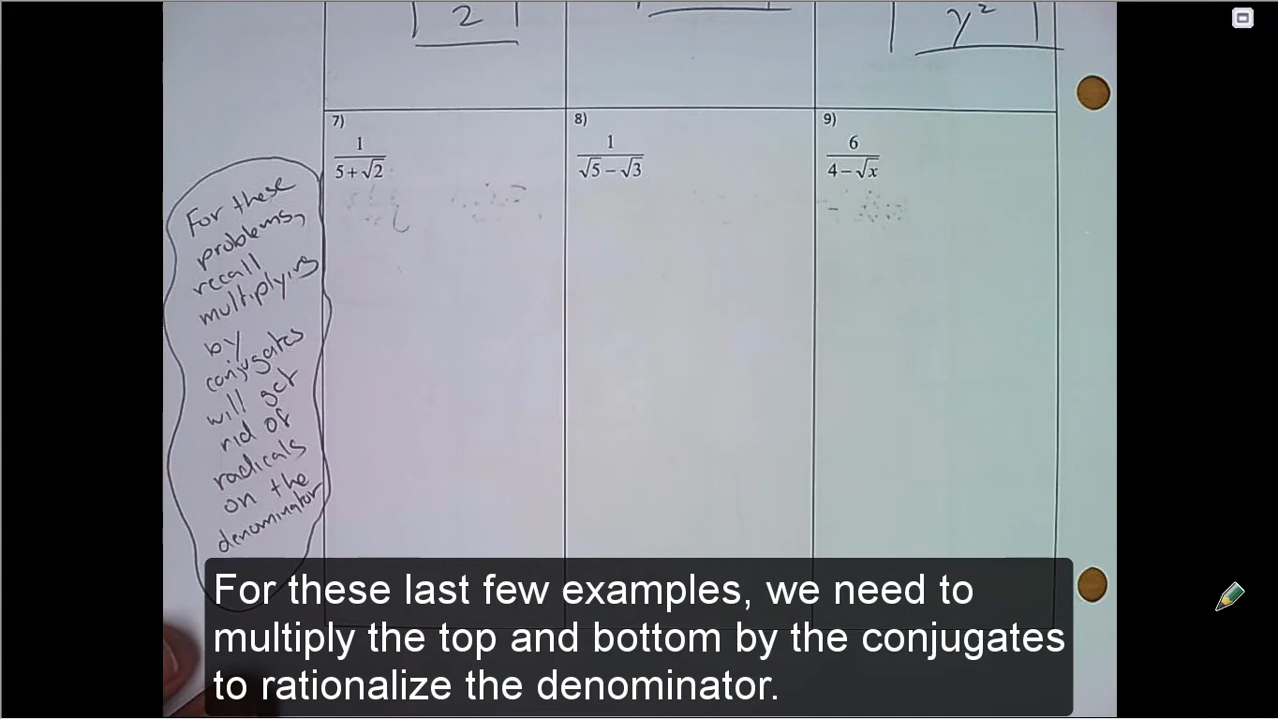 2
y²
7)
1
5 + √2
8)
1
√5 − √3
9)
6
4 − √x
For these
problems,
recall
multiplying
by
conjugates
will get
rid of
radicals
on the
denominator
For these last few examples, we need to
multiply the top and bottom by the conjugates
to rationalize the denominator.